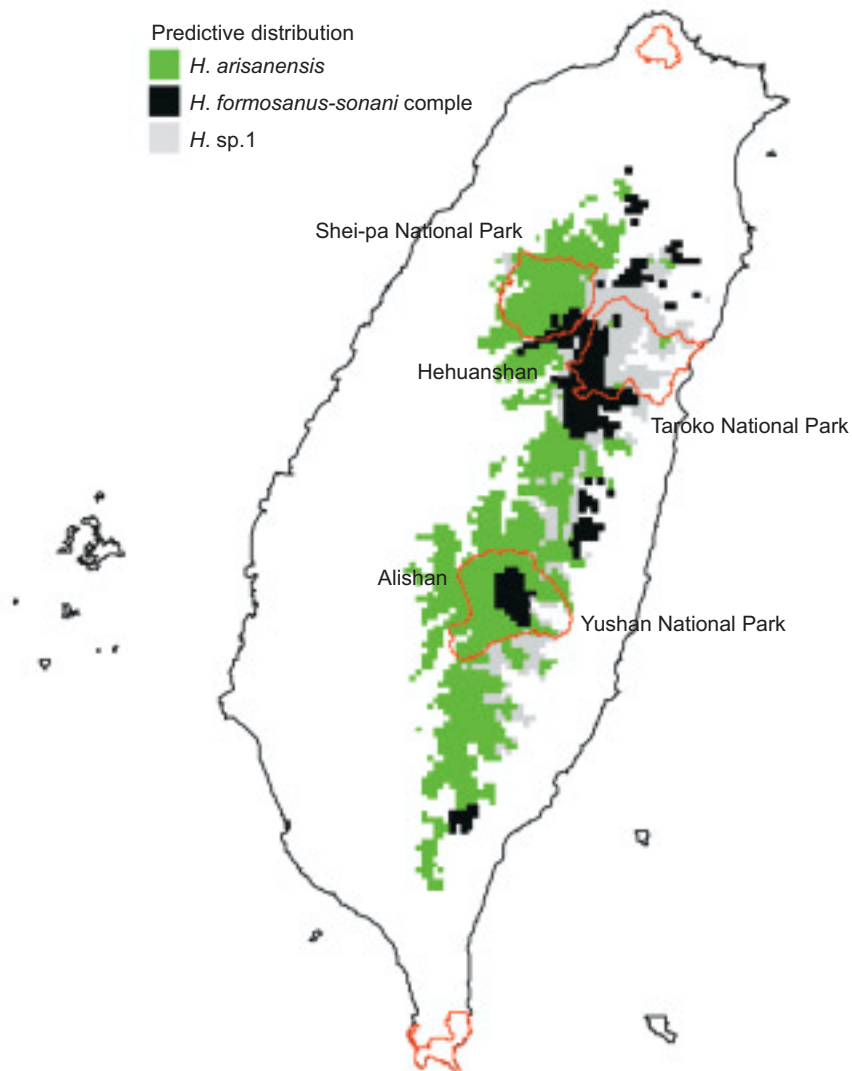 Predictive distribution
H. arisanensis
H. formosanus-sonani comple
H. sp.1
Shei-pa National Park
Hehuanshan
Taroko National Park
Alishan
Yushan National Park